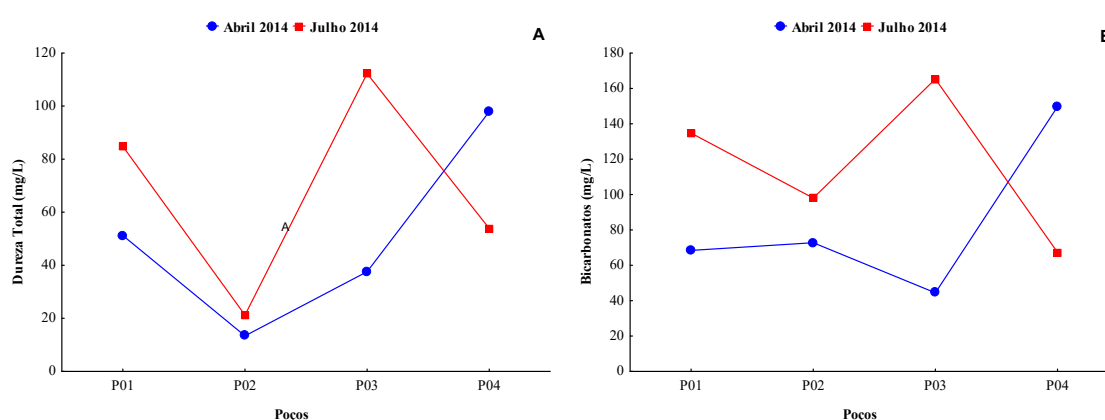 Abril 2014 Julho 2014
A
120
100
80
60
40
20
0
Dureza Total (mg/L)
A
P01 P02 P03 P04
Poços
Abril 2014 Julho 2014
B
180
160
140
120
100
80
60
40
20
0
Bicarbonatos (mg/L)
P01 P02 P03 P04
Poços